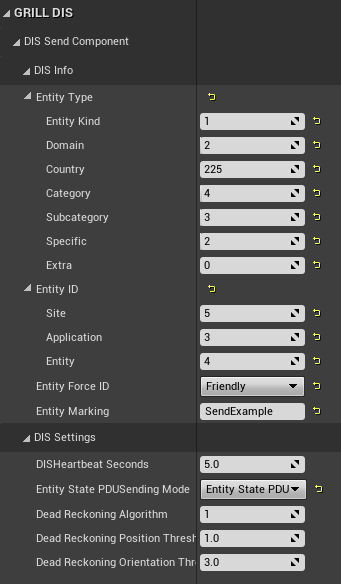 GRILL DIS
DIS Send Component
DIS Info
Entity Type
Entity Kind 1
Domain 2
Country 225
Category 4
Subcategory 3
Specific 2
Extra 0
Entity ID
Site 5
Application 3
Entity 4
Entity Force ID Friendly
Entity Marking SendExample
DIS Settings
DISHeartbeat Seconds 5.0
Entity State PDUSending Mode Entity State PDU
Dead Reckoning Algorithm 1
Dead Reckoning Position Thresh 1.0
Dead Reckoning Orientation Thr 3.0